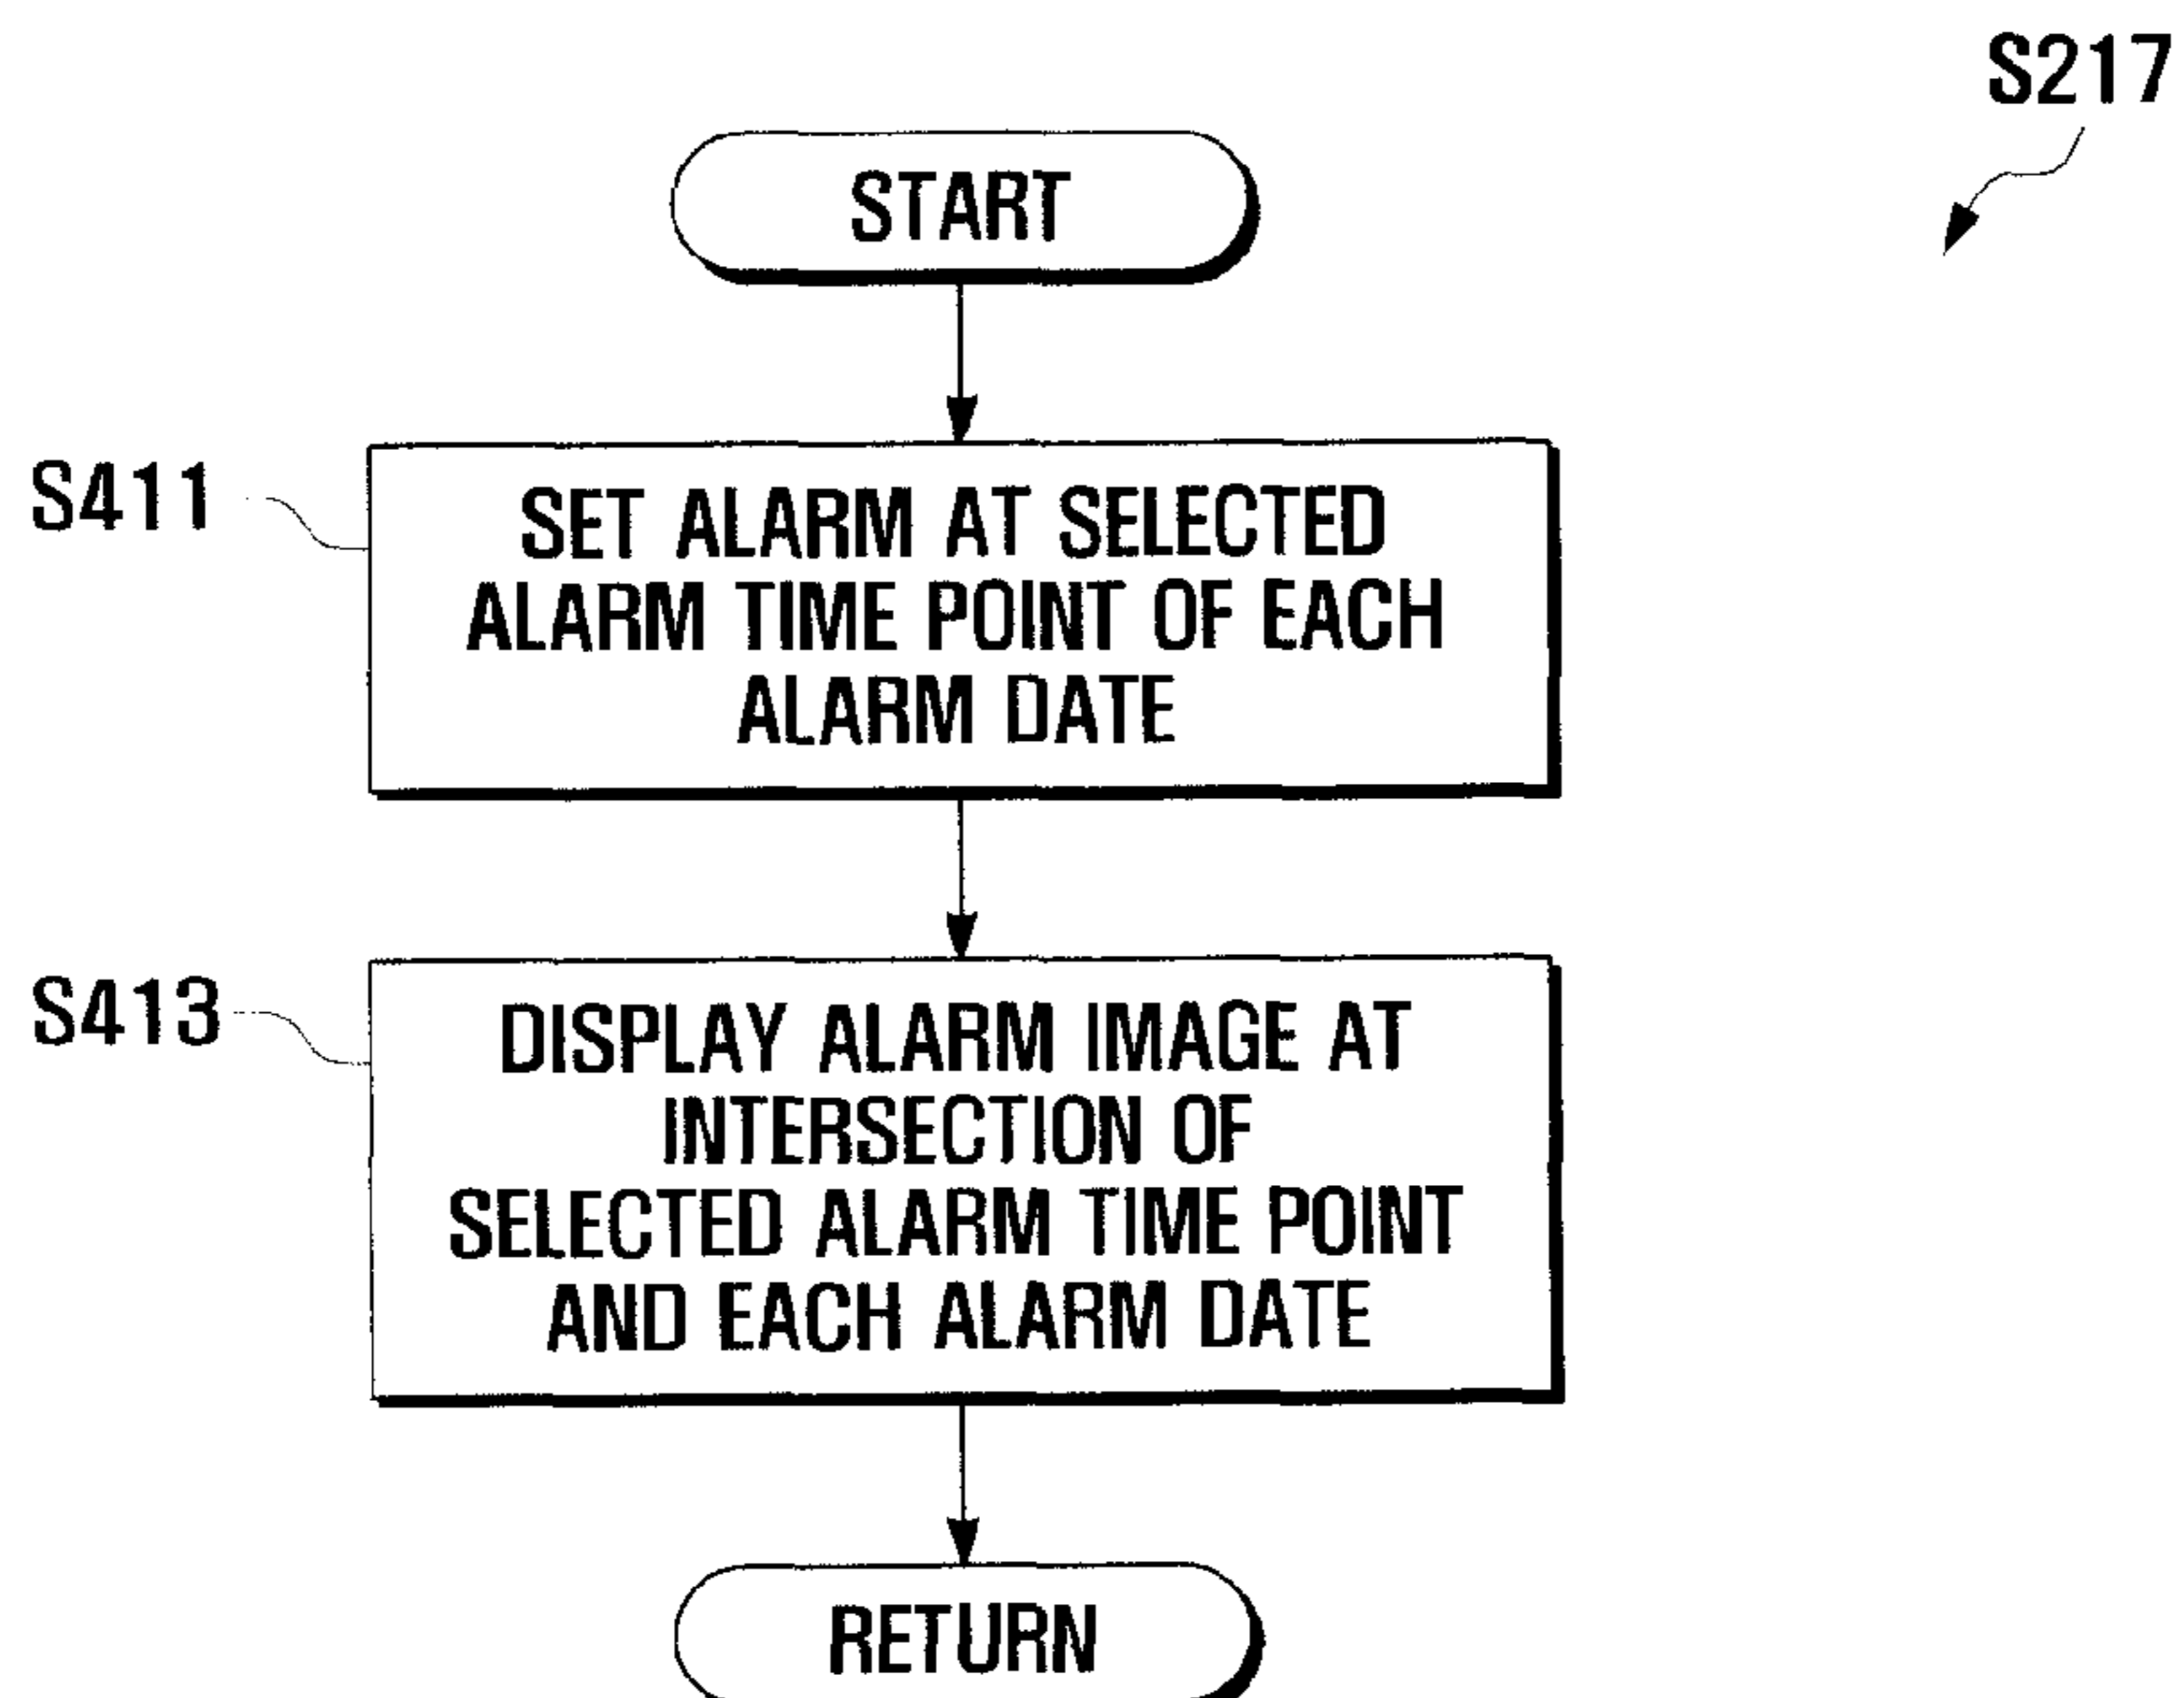 S217
START
S411
SET ALARM AT SELECTED
ALARM TIME POINT OF EACH
ALARM DATE
S413
DISPLAY ALARM IMAGE AT
INTERSECTION OF
SELECTED ALARM TIME POINT
AND EACH ALARM DATE
RETURN